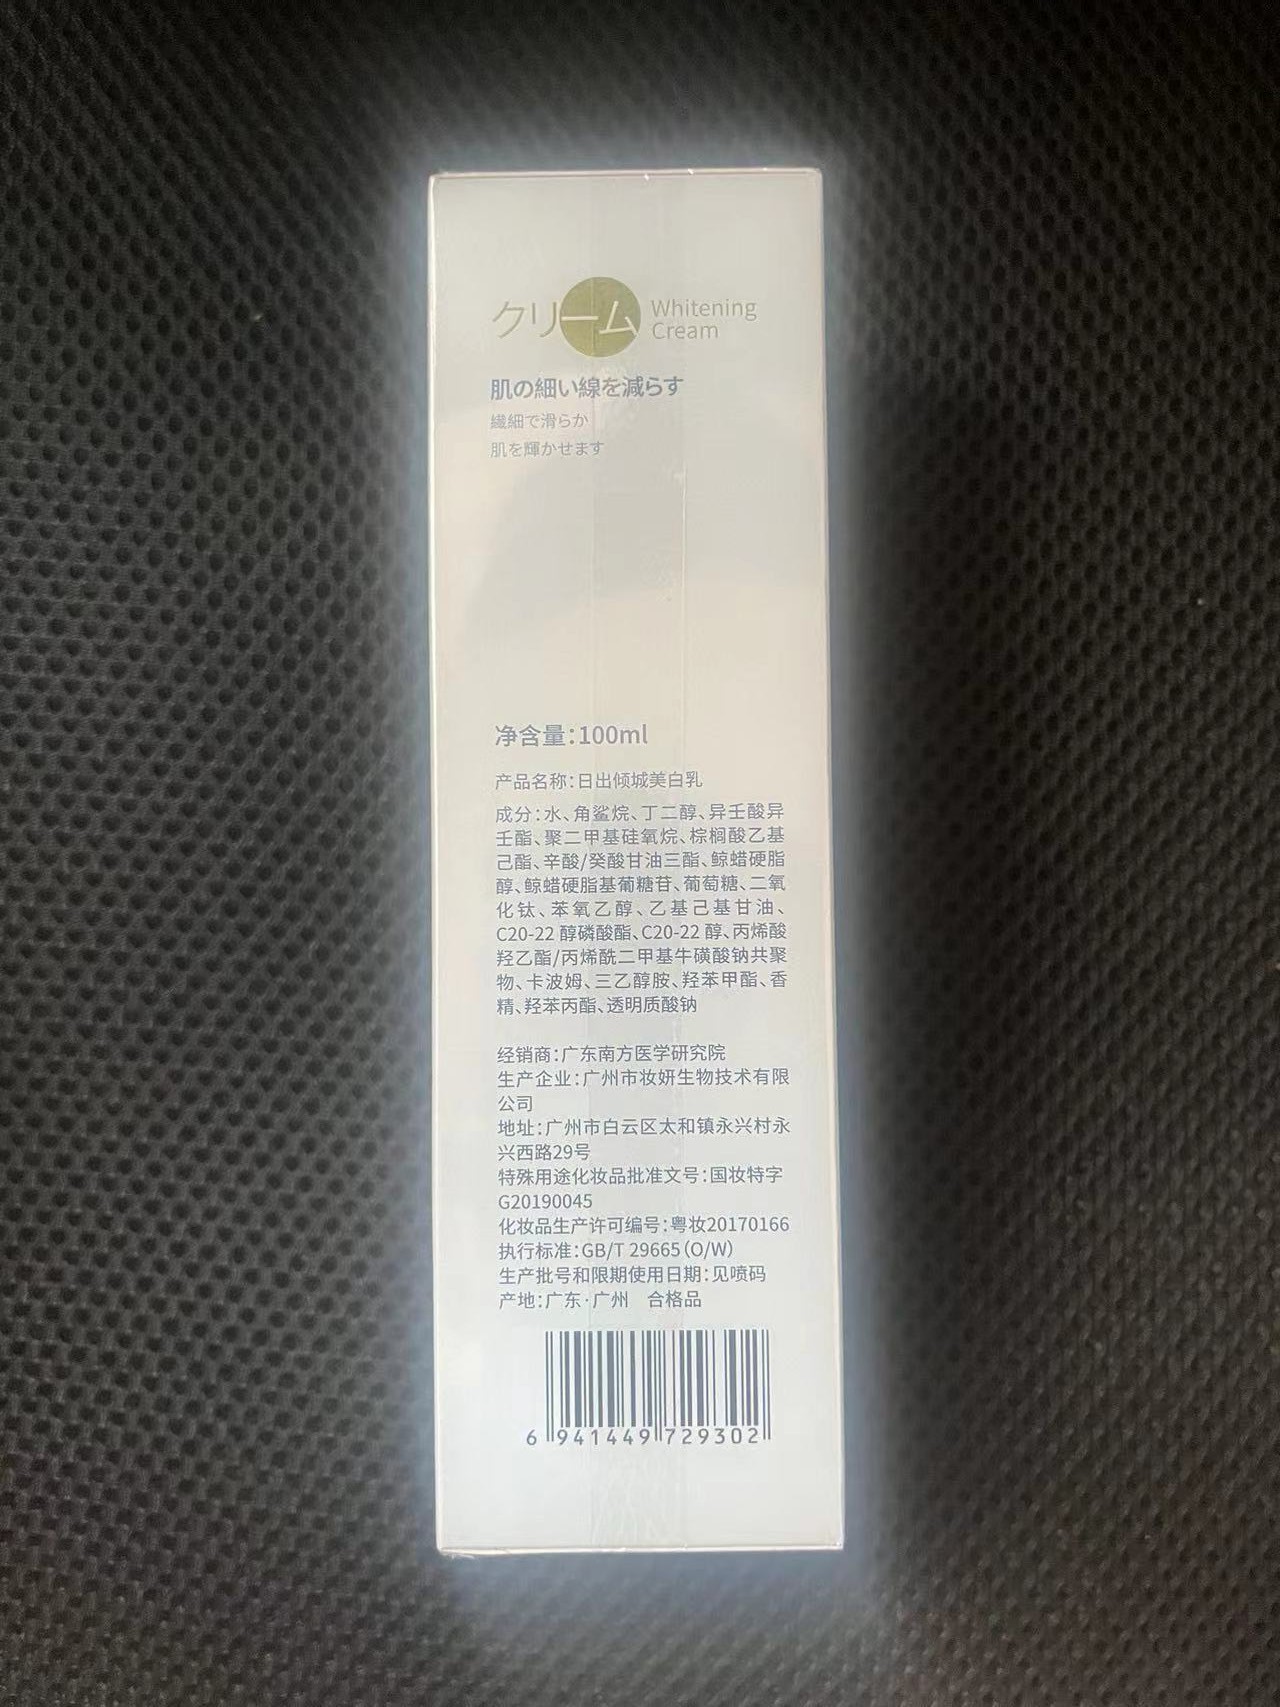 クリーム
Whitening
Cream
肌の細い線を減らす
繊細で滑らか
肌を輝かせます
净含量:100ml
产品名称:日出倾城美白乳
成分:水、角鲨烷、丁二醇、异壬酸异
壬酯、聚二甲基硅氧烷、棕榈酸乙基
己酯、辛酸/癸酸甘油三酯、鲸蜡硬脂
醇、鲸蜡硬脂基葡糖苷、葡萄糖、二氧
化钛、苯氧乙醇、乙基己基甘油、
C20-22 醇磷酸酯、C20-22 醇、丙烯酸
羟乙酯/丙烯酰二甲基牛磺酸钠共聚
物、卡波姆、三乙醇胺、羟苯甲酯、香
精、羟苯丙酯、透明质酸钠
经销商:广东南方医学研究院
生产企业:广州市妆妍生物技术有限
公司
地址:广州市白云区太和镇永兴村永
兴西路29号
特殊用途化妆品批准文号:国妆特字
G20190045
化妆品生产许可编号:粤妆20170166
执行标准:GB/T 29665(O/W)
生产批号和限期使用日期:见喷码
产地:广东·广州 合格品
6 941449 729302